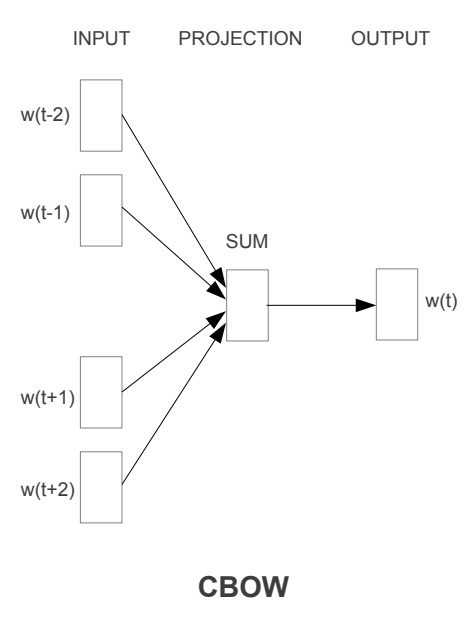 INPUT PROJECTION OUTPUT
w(t-2)
w(t-1)
SUM
w(t)
w(t+1)
w(t+2)
CBOW